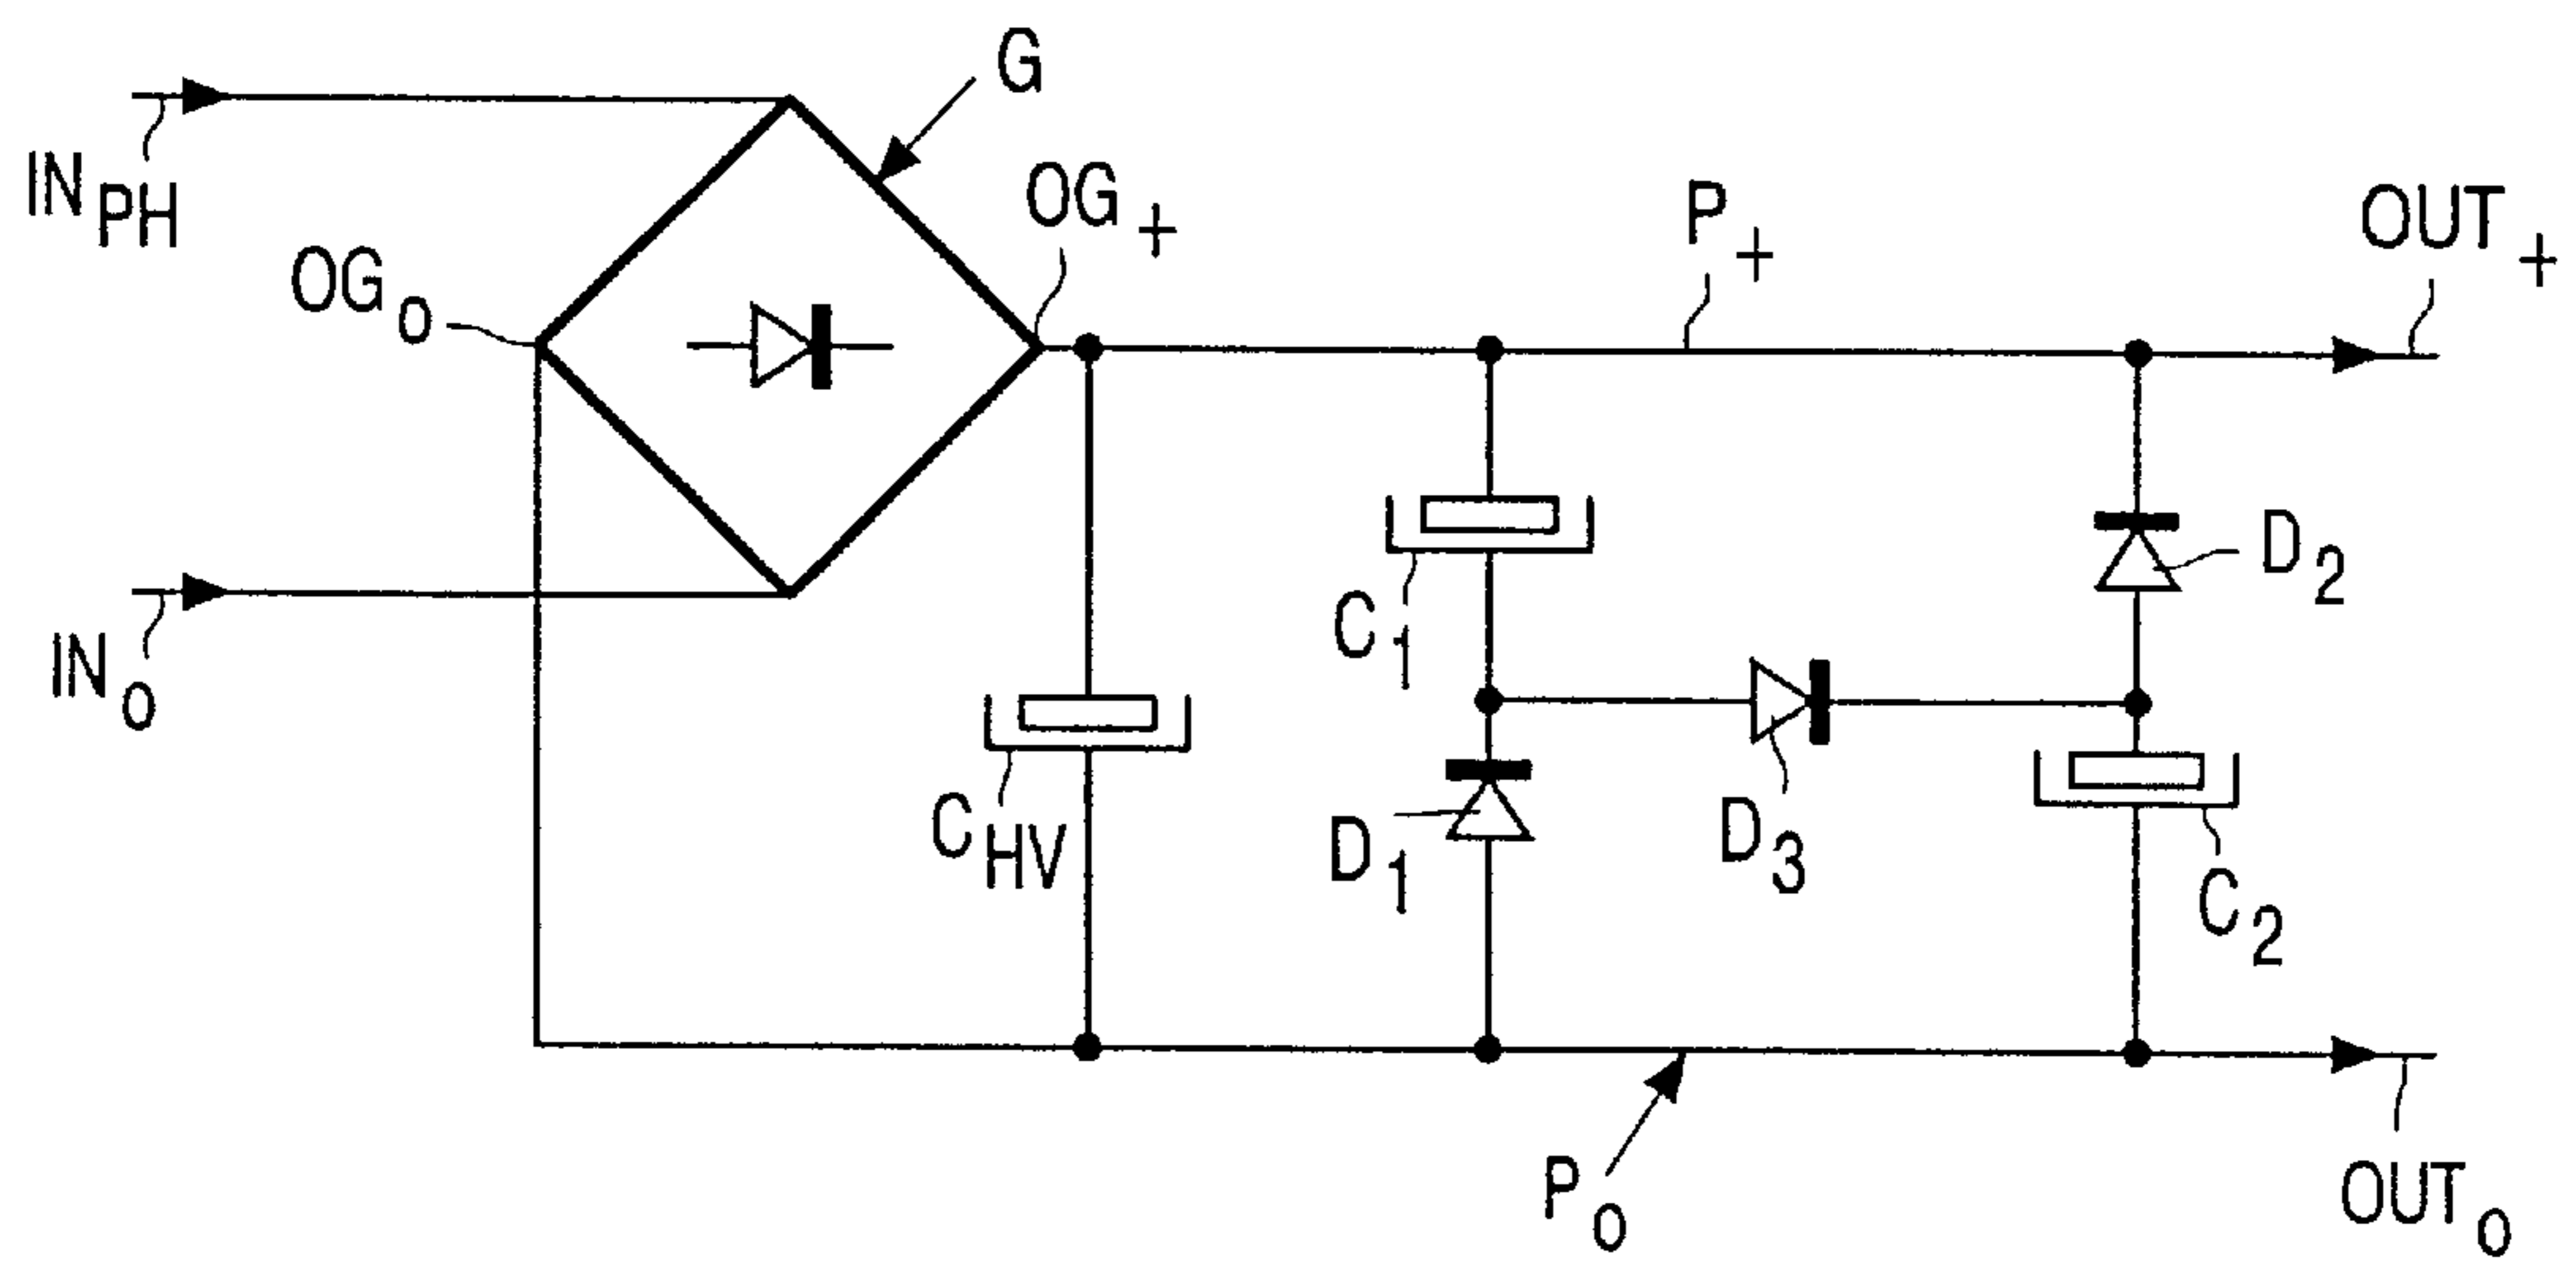 G
IN PH
OG o
OG +
P +
OUT +
IN o
C 1
D 2
C HV
D 1
D 3
C 2
P o
OUT o